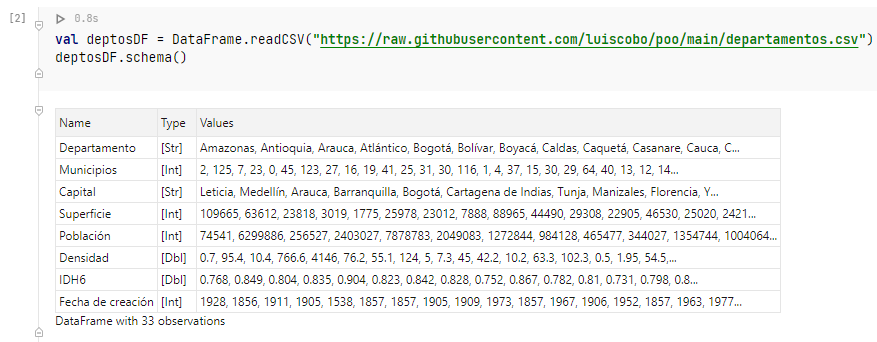 [2]
0.8s
val deptosDF = DataFrame.readCSV("https://raw.githubusercontent.com/luiscobo/poo/main/departamentos.csv")
deptosDF.schema()
Name Type Values
Departamento [Str] Amazonas, Antioquia, Arauca, Atlántico, Bogotá, Bolívar, Boyacá, Caldas, Caquetá, Casanare, Cauca, C...
Municipios [Int] 2, 125, 7, 23, 0, 45, 123, 27, 16, 19, 41, 25, 31, 30, 116, 1, 4, 37, 15, 30, 29, 64, 40, 13, 12, 14...
Capital [Str] Leticia, Medellín, Arauca, Barranquilla, Bogotá, Cartagena de Indias, Tunja, Manizales, Florencia, Y...
Superficie [Int] 109665, 63612, 23818, 3019, 1775, 25978, 23012, 7888, 88965, 44490, 29308, 22905, 46530, 25020, 2421...
Población [Int] 74541, 6299886, 256527, 2403027, 7878783, 2049083, 1272844, 984128, 465477, 344027, 1354744, 1004064...
Densidad [Dbl] 0.7, 95.4, 10.4, 766.6, 4146, 76.2, 55.1, 124, 5, 7.3, 45, 42.2, 10.2, 63.3, 102.3, 0.5, 1.95, 54.5,...
IDH6 [Dbl] 0.768, 0.849, 0.804, 0.835, 0.904, 0.823, 0.842, 0.828, 0.752, 0.867, 0.782, 0.81, 0.731, 0.798, 0.8...
Fecha de creación [Int] 1928, 1856, 1911, 1905, 1538, 1857, 1857, 1905, 1909, 1973, 1857, 1967, 1906, 1952, 1857, 1963, 1977...
DataFrame with 33 observations